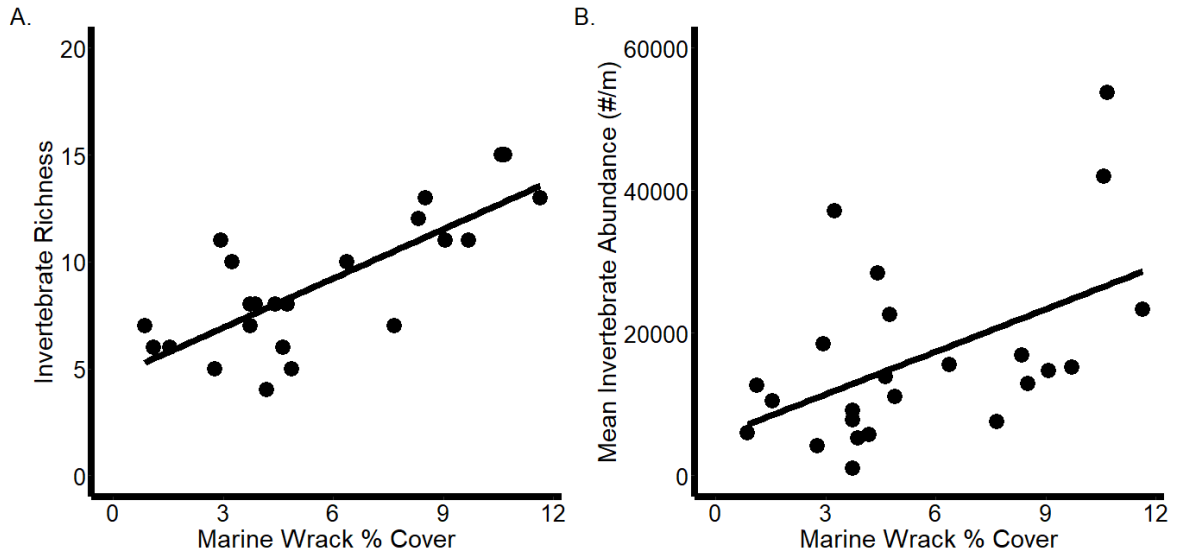 A.
Invertebrate Richness
20
15
10
5
0
0 3 6 9 12
Marine Wrack % Cover
B.
Mean Invertebrate Abundance (#/m)
60000
40000
20000
0
0 3 6 9 12
Marine Wrack % Cover